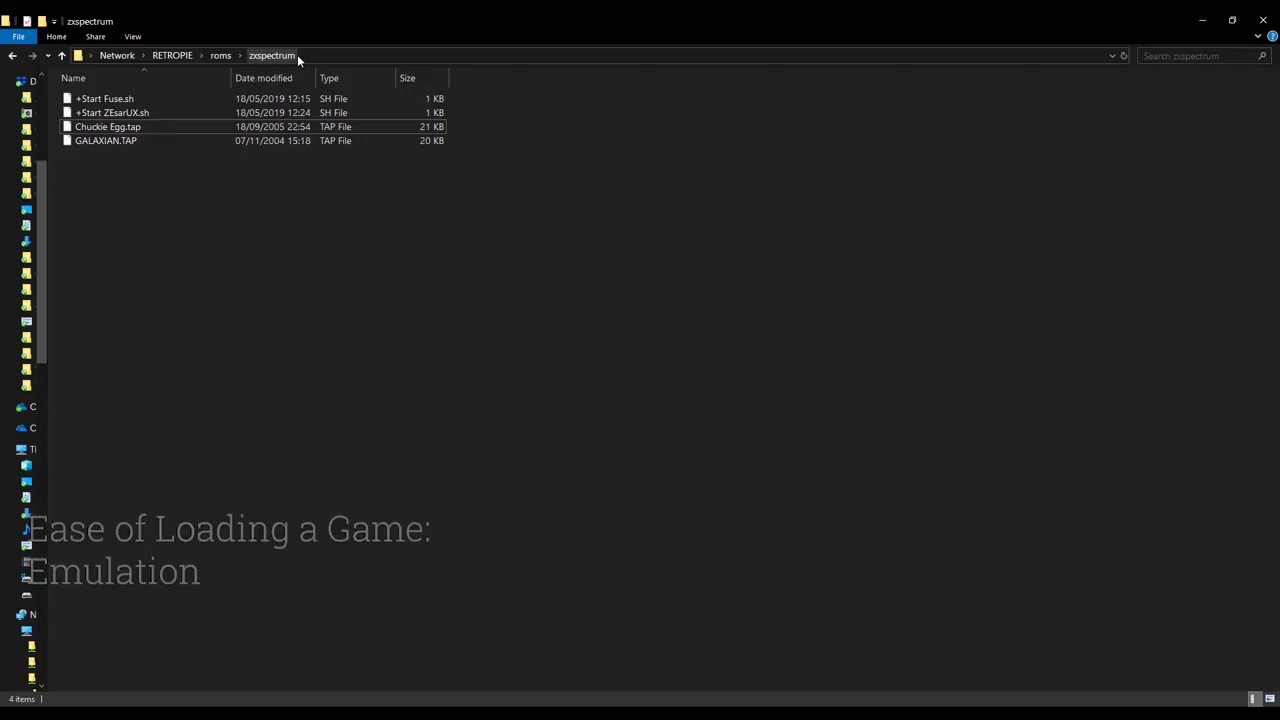 zxspectrum
File Home Share View
Network RETROPIE roms zxspectrum
Search zxspectrum
Name Date modified Type Size
+Start Fuse.sh 18/05/2019 12:15 SH File 1 KB
+Start ZEsarUX.sh 18/05/2019 12:24 SH File 1 KB
Chuckie Egg.tap 18/09/2005 22:54 TAP File 21 KB
GALAXIAN.TAP 07/11/2004 15:18 TAP File 20 KB
Ease of Loading a Game:
Emulation
4 items